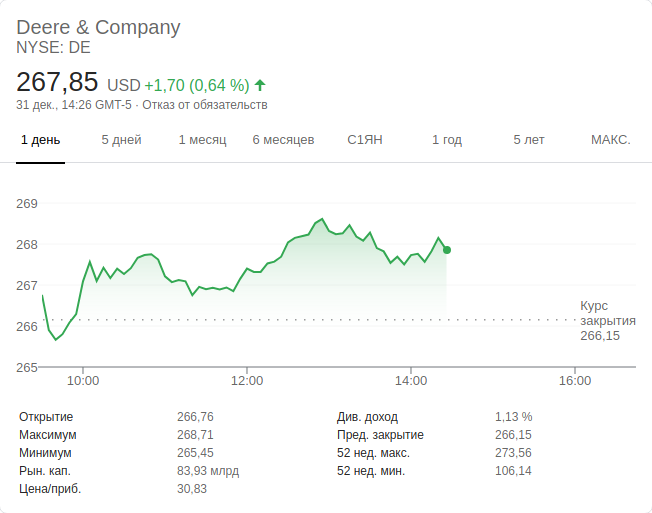 Deere & Company
NYSE: DE
267,85 USD +1,70 (0,64 %)
31 дек., 14:26 GMT-5 · Отказ от обязательств
1 день 5 дней 1 месяц 6 месяцев С1ЯН 1 год 5 лет МАКС.
269
268
267
266
265
Курс
закрытия
266,15
10:00 12:00 14:00 16:00
Открытие 266,76 Див. доход 1,13 %
Максимум 268,71 Пред. закрытие 266,15
Минимум 265,45 52 нед. макс. 273,56
Рын. кап. 83,93 млрд 52 нед. мин. 106,14
Цена/приб. 30,83